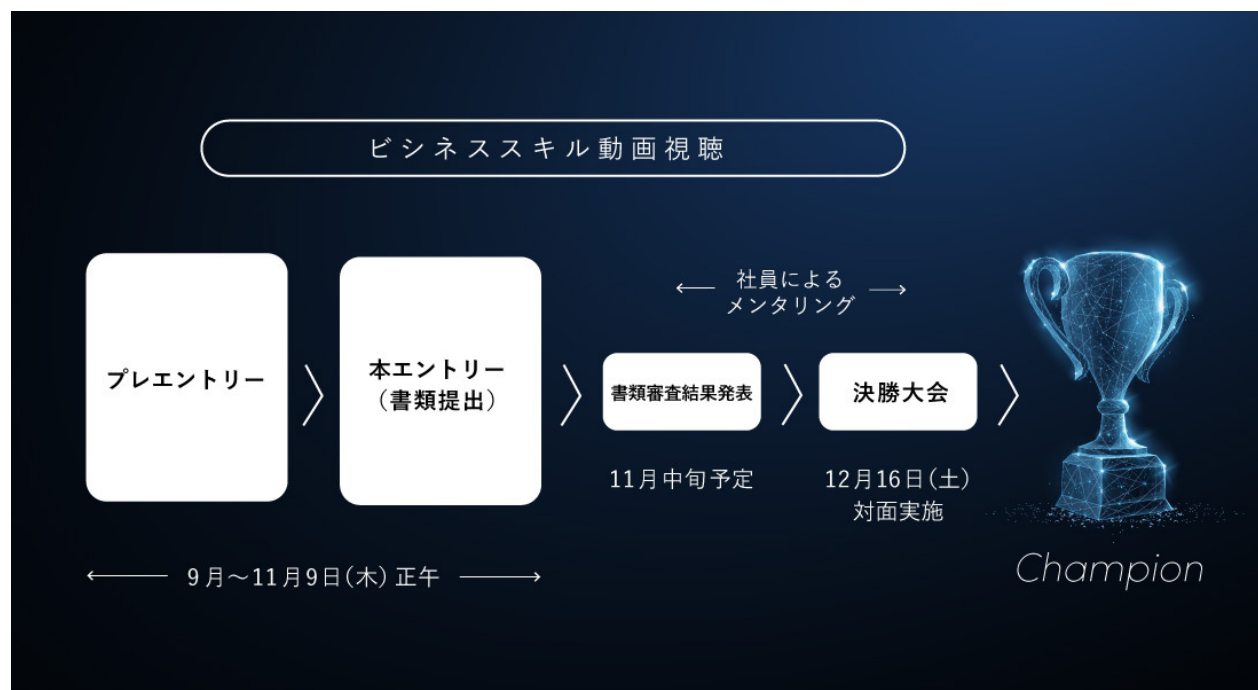 ビジネススキル動画視聴
社員による
メンタリング
プレエントリー
本エントリー
（書類提出）
書類審査結果発表
決勝大会
11月中旬予定
12月16日(土)
対面実施
9月〜11月9日(木) 正午
Champion